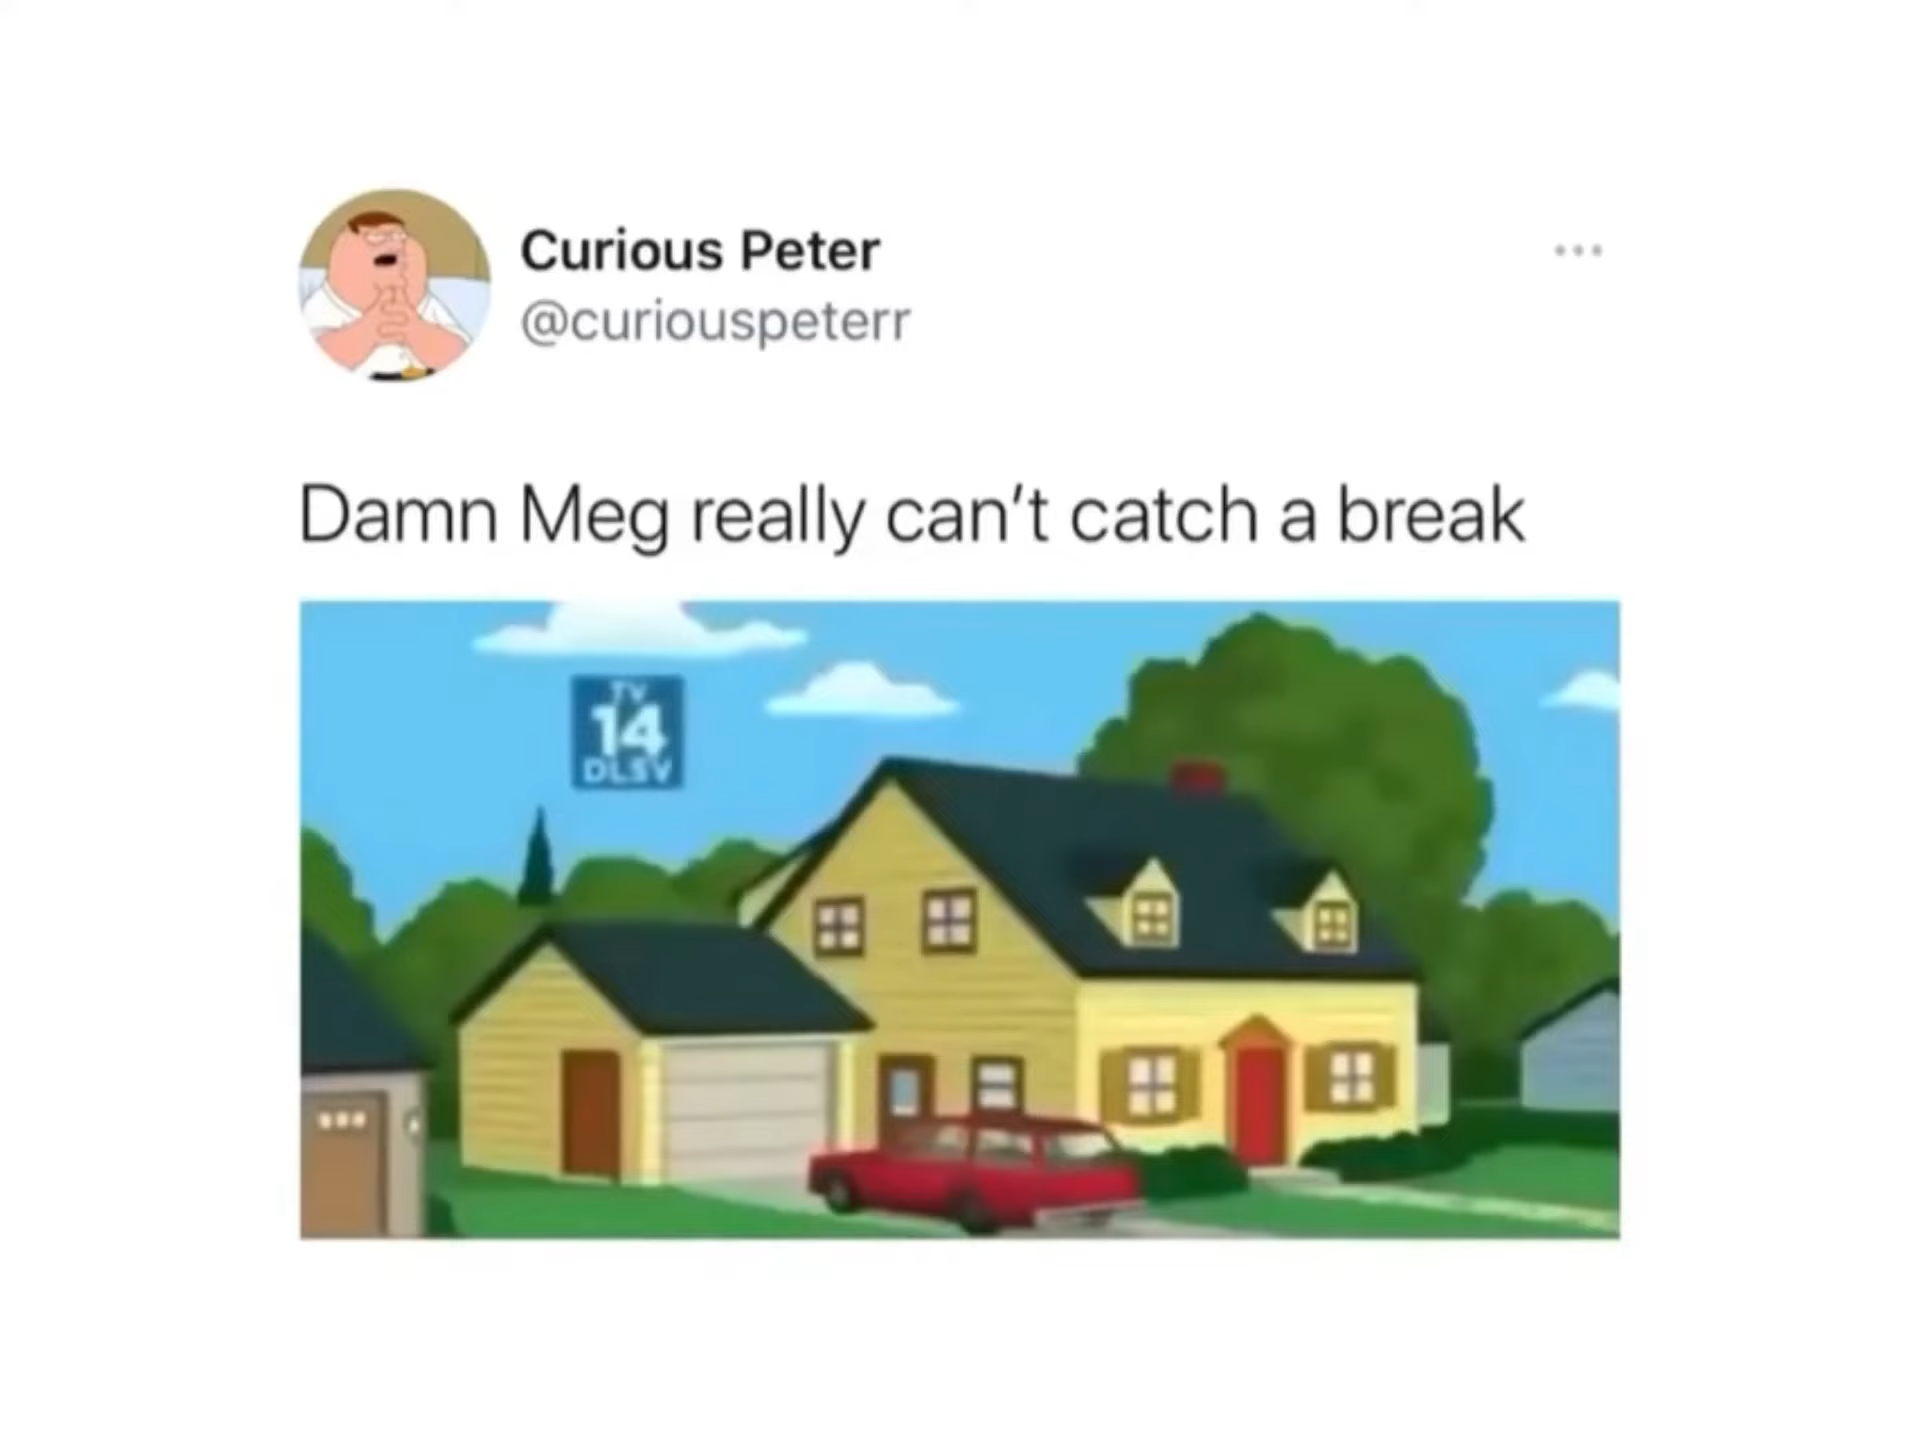 Curious Peter
@curiouspeterr
Damn Meg really can't catch a break
TV
14
DLSV